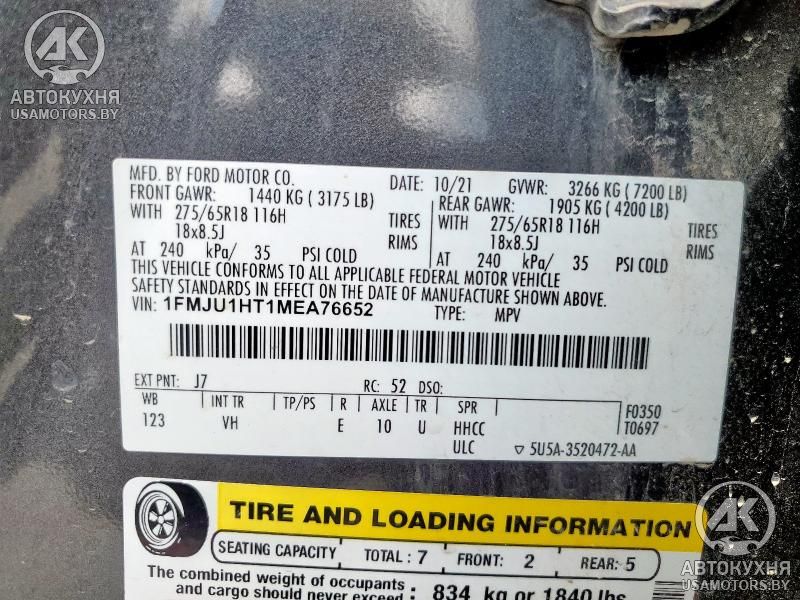 AK
АВТОКУХНЯ
USAMOTORS.BY
MFD. BY FORD MOTOR CO.
DATE: 10/21 GVWR: 3266 KG ( 7200 LB)
FRONT GAWR: 1440 KG ( 3175 LB)
REAR GAWR: 1905 KG ( 4200 LB)
WITH 275/65R18 116H TIRES
WITH 275/65R18 116H TIRES
18x8.5J RIMS
18x8.5J RIMS
AT 240 kPa/ 35 PSI COLD
AT 240 kPa/ 35 PSI COLD
THIS VEHICLE CONFORMS TO ALL APPLICABLE FEDERAL MOTOR VEHICLE
SAFETY STANDARDS IN EFFECT ON THE DATE OF MANUFACTURE SHOWN ABOVE.
VIN: 1FMJU1HT1MEA76652 TYPE: MPV
EXT PNT: J7 RC: 52 DSO:
WB INT TR TP/PS R AXLE TR SPR F0350
123 VH E 10 U HHCC T0697
ULC ▽ 5U5A-3520472-AA
TIRE AND LOADING INFORMATION
SEATING CAPACITY TOTAL : 7 FRONT: 2 REAR: 5
The combined weight of occupants
and cargo should never exceed : 834 kg or 1840 lbs.
AK
АВТОКУХНЯ
USAMOTORS.BY